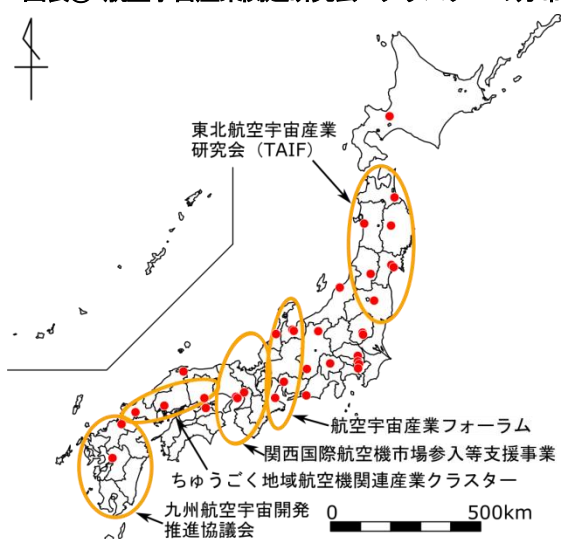 東北航空宇宙産業
研究会（TAIF）
航空宇宙産業フォーラム
関西国際航空機市場参入等支援事業
ちゅうごく地域航空機関連産業クラスター
九州航空宇宙開発
推進協議会
0
500km